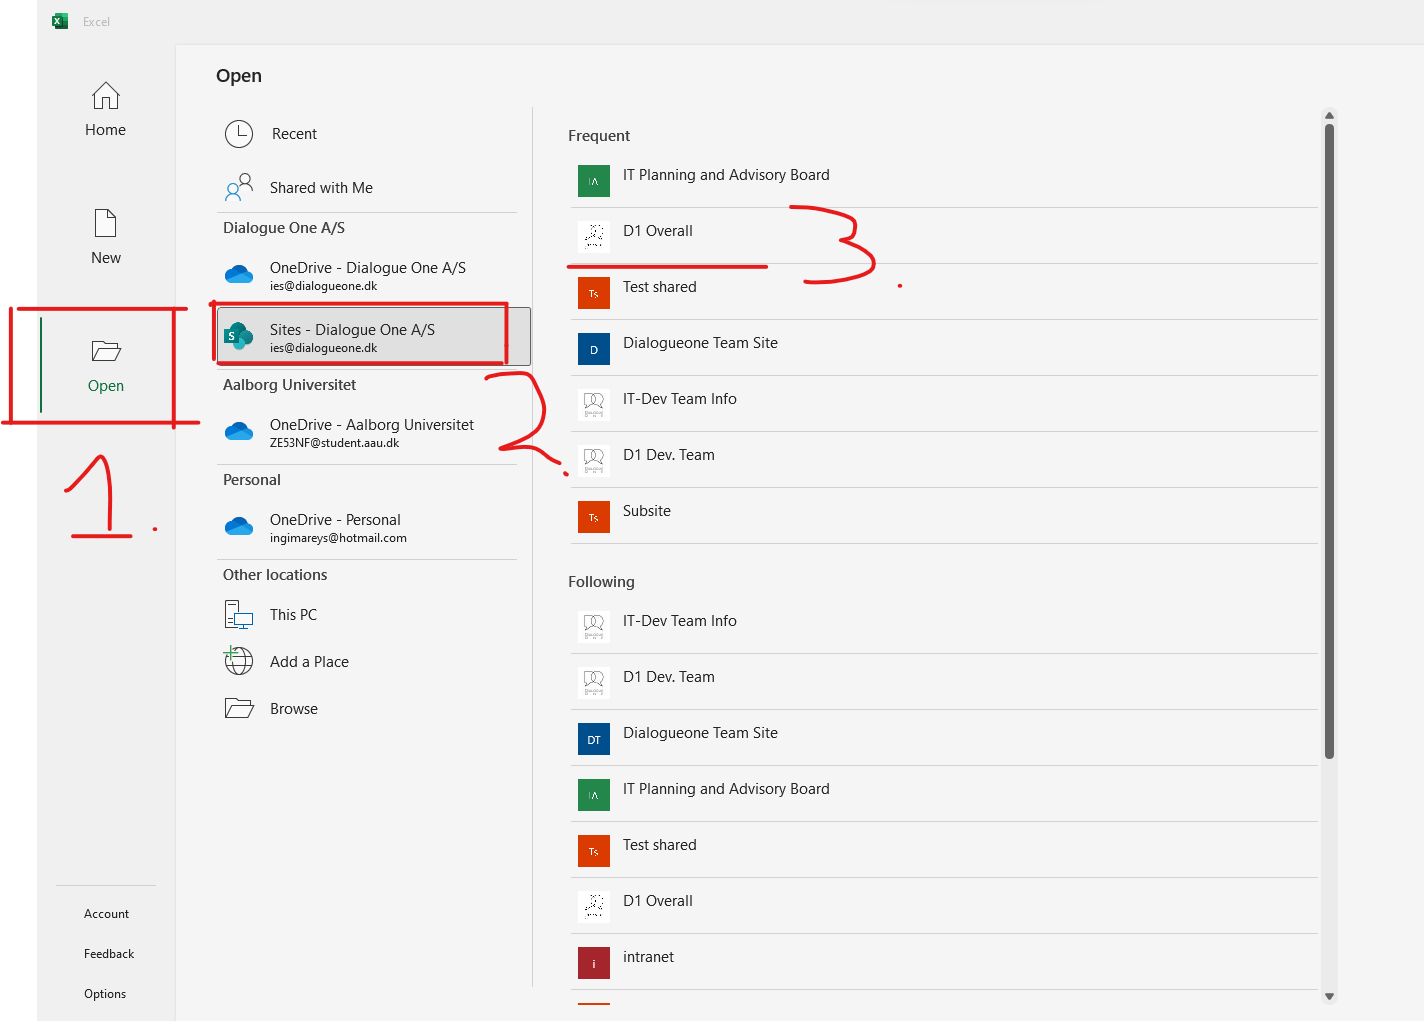 Excel
Home
New
Open
1.
Account
Feedback
Options
Open
Recent
Shared with Me
Dialogue One A/S
OneDrive - Dialogue One A/S
ies@dialogueone.dk
S
Sites - Dialogue One A/S
ies@dialogueone.dk
2.
Aalborg Universitet
OneDrive - Aalborg Universitet
ZE53NF@student.aau.dk
Personal
OneDrive - Personal
ingimareys@hotmail.com
Other locations
This PC
Add a Place
Browse
Frequent
IA IT Planning and Advisory Board
D1 Overall
3.
Ts Test shared
D Dialogueone Team Site
IT-Dev Team Info
D1 Dev. Team
Ts Subsite
Following
IT-Dev Team Info
D1 Dev. Team
DT Dialogueone Team Site
IA IT Planning and Advisory Board
Ts Test shared
D1 Overall
i intranet